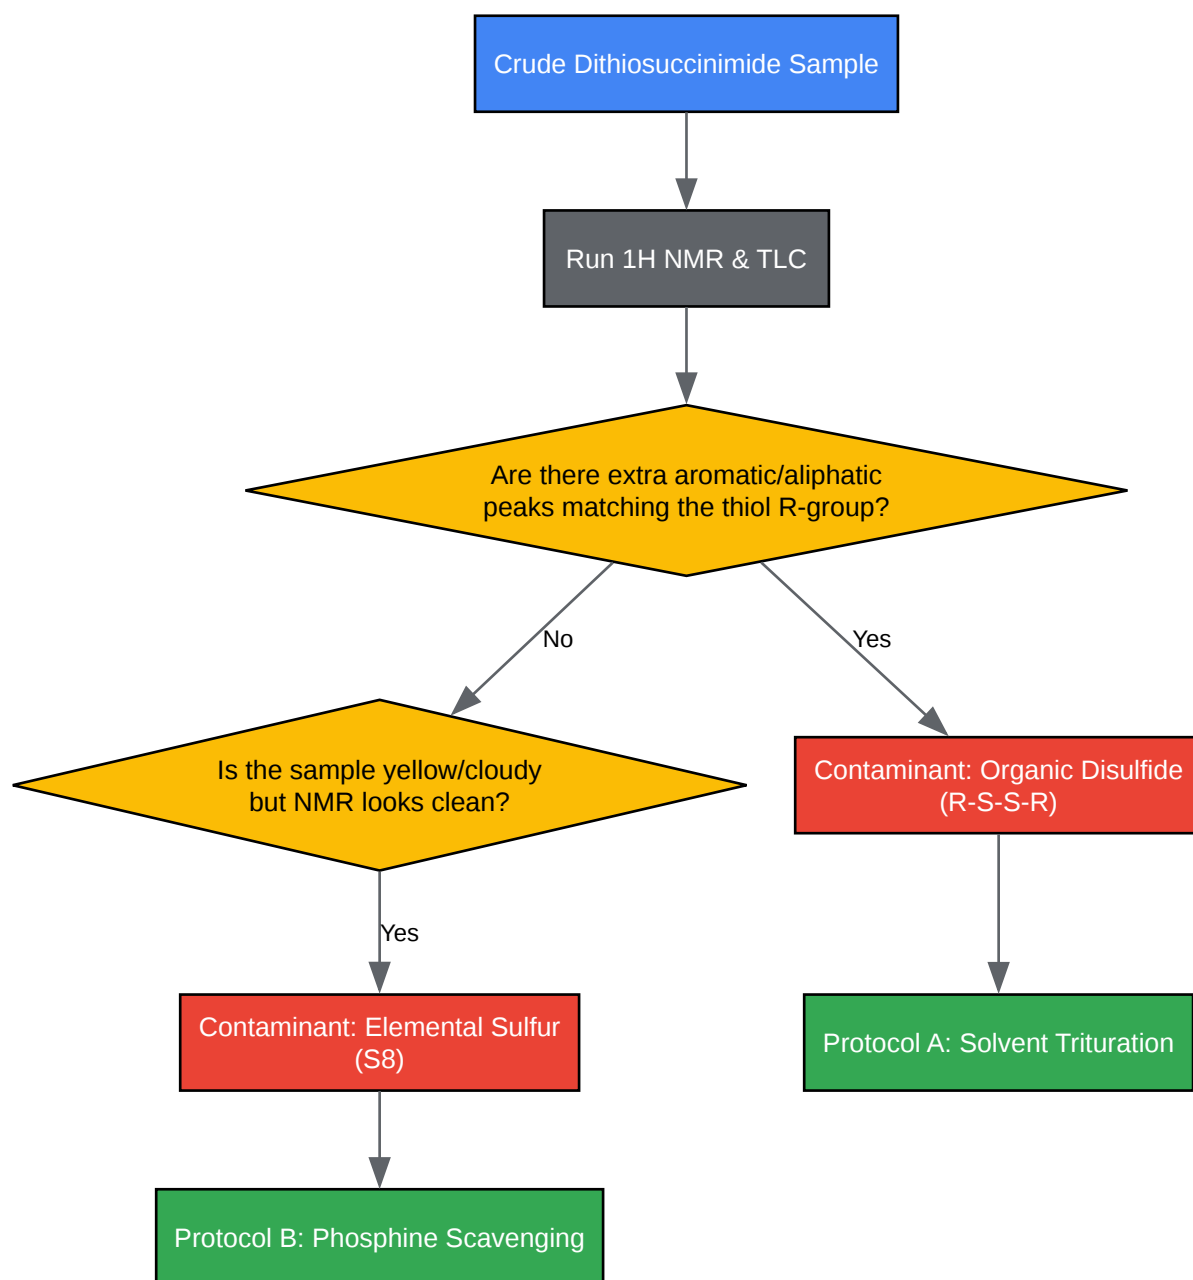 Crude Dithiosuccinimide Sample
Run 1H NMR & TLC
Are there extra aromatic/aliphatic
peaks matching the thiol R-group?
No
Yes
Is the sample yellow/cloudy
but NMR looks clean?
Contaminant: Organic Disulfide
(R-S-S-R)
Yes
Contaminant: Elemental Sulfur
(S8)
Protocol A: Solvent Trituration
Protocol B: Phosphine Scavenging